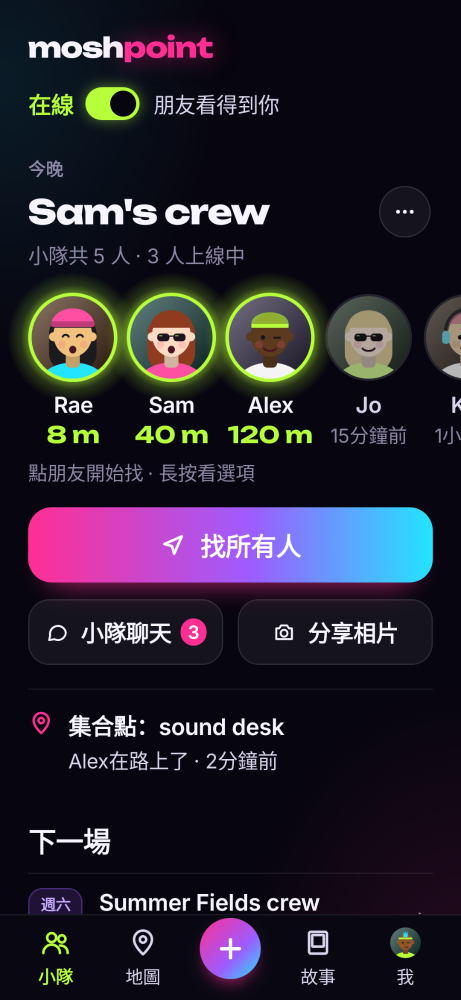 moshpoint
在線 朋友看得到你
今晚
Sam's crew
小隊共 5 人 · 3 人上線中
Rae Sam Alex Jo K
8 m 40 m 120 m 15分鐘前 1小
點朋友開始找 · 長按看選項
找所有人
小隊聊天 3 分享相片
集合點：sound desk
Alex在路上了 · 2分鐘前
下一場
週六 Summer Fields crew
小隊 地圖 故事 我